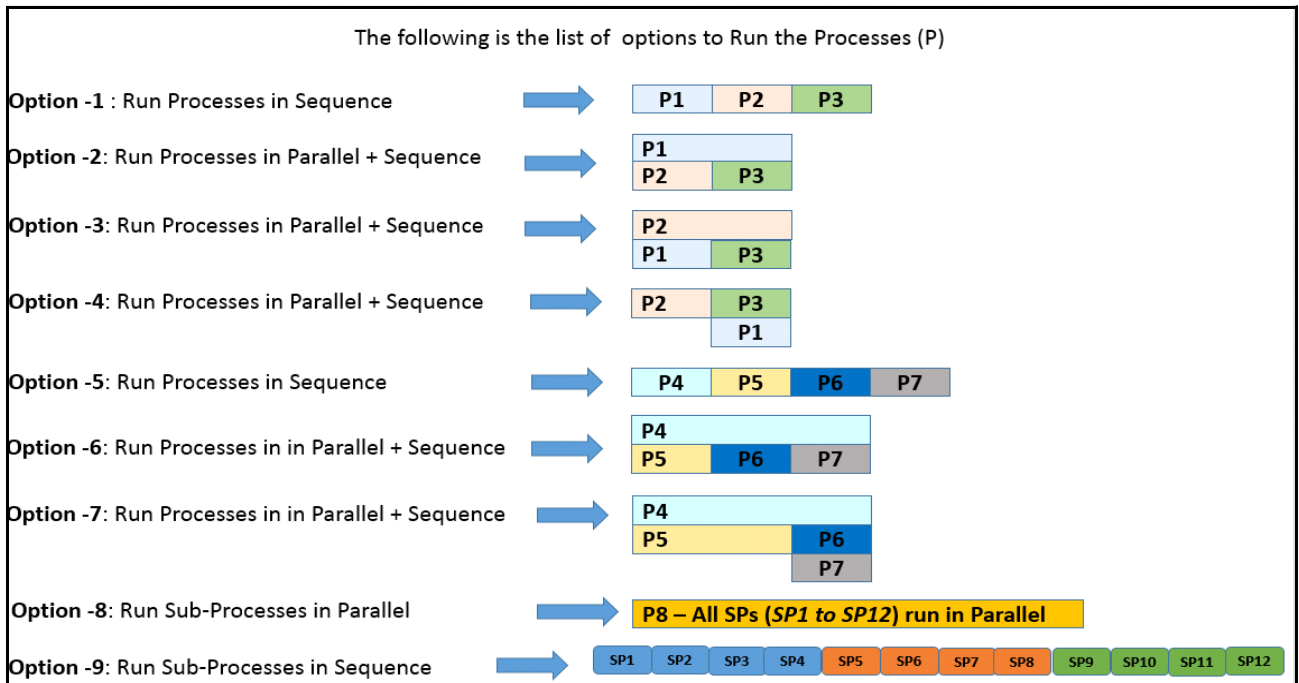 The following is the list of options to Run the Processes (P)
Option -1 : Run Processes in Sequence
P1 P2 P3
Option -2: Run Processes in Parallel + Sequence
P1
P2 P3
Option -3: Run Processes in Parallel + Sequence
P2
P1 P3
Option -4: Run Processes in Parallel + Sequence
P2 P3
P1
Option -5: Run Processes in Sequence
P4 P5 P6 P7
Option -6: Run Processes in in Parallel + Sequence
P4
P5 P6 P7
Option -7: Run Processes in in Parallel + Sequence
P4
P5 P6
P7
Option -8: Run Sub-Processes in Parallel
P8 – All SPs (SP1 to SP12) run in Parallel
Option -9: Run Sub-Processes in Sequence
SP1 SP2 SP3 SP4 SP5 SP6 SP7 SP8 SP9 SP10 SP11 SP12